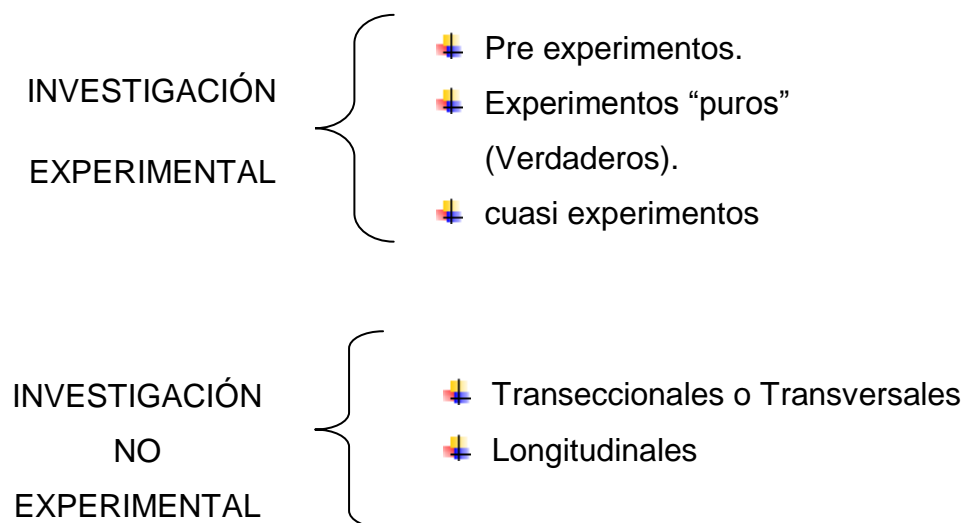 INVESTIGACIÓN
EXPERIMENTAL
Pre experimentos.
Experimentos “puros”
(Verdaderos).
cuasi experimentos
INVESTIGACIÓN
NO
EXPERIMENTAL
Transeccionales o Transversales
Longitudinales